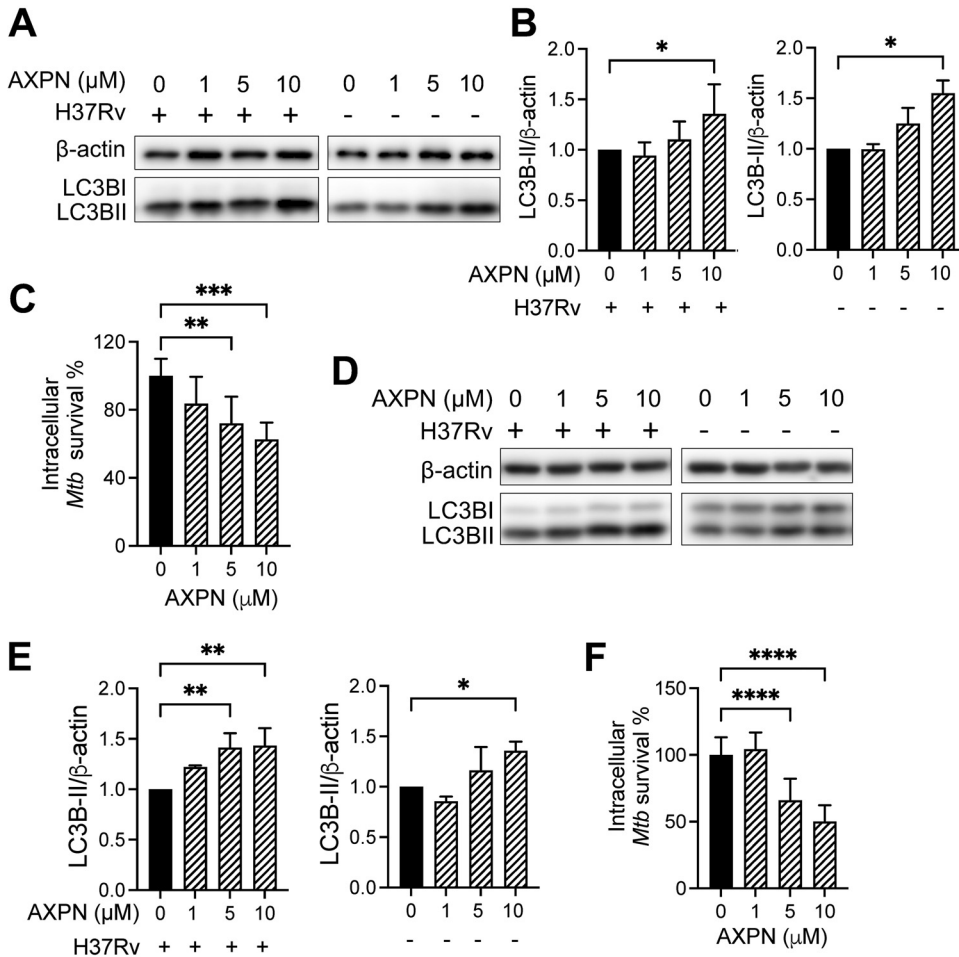 A
AXPN (μM) 0 1 5 10 0 1 5 10
H37Rv + + + + - - - -
β-actin
LC3BI
LC3BII
B
*
LC3B-II/β-actin
2.0
1.5
1.0
0.5
0.0
AXPN (μM) 0 1 5 10
H37Rv + + + +
*
LC3B-II/β-actin
2.0
1.5
1.0
0.5
0.0
0 1 5 10
- - - -
C
***
**
Intracellular
Mtb survival %
120
80
40
0
0 1 5 10
AXPN (μM)
D
AXPN (μM) 0 1 5 10 0 1 5 10
H37Rv + + + + - - - -
β-actin
LC3BI
LC3BII
E
**
**
LC3B-II/β-actin
2.0
1.5
1.0
0.5
0.0
AXPN (μM) 0 1 5 10
H37Rv + + + +
*
LC3B-II/β-actin
2.0
1.5
1.0
0.5
0.0
0 1 5 10
- - - -
F
****
****
Intracellular
Mtb survival %
150
100
50
0
0 1 5 10
AXPN (μM)